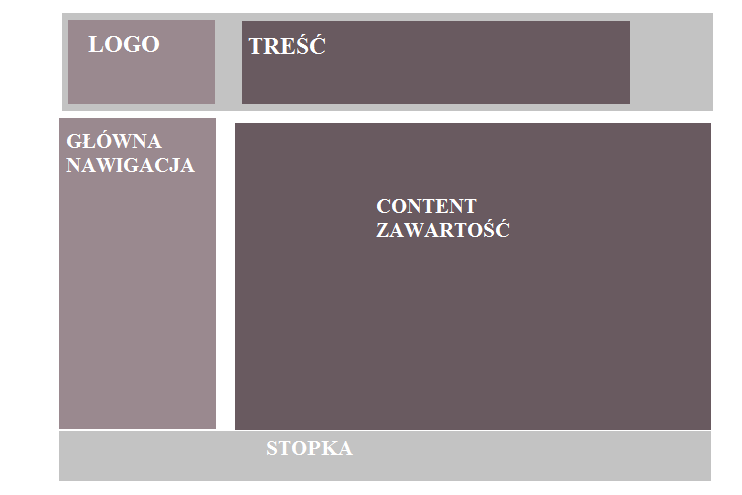 LOGO
TREŚĆ
GŁÓWNA
NAWIGACJA
CONTENT
ZAWARTOŚĆ
STOPKA